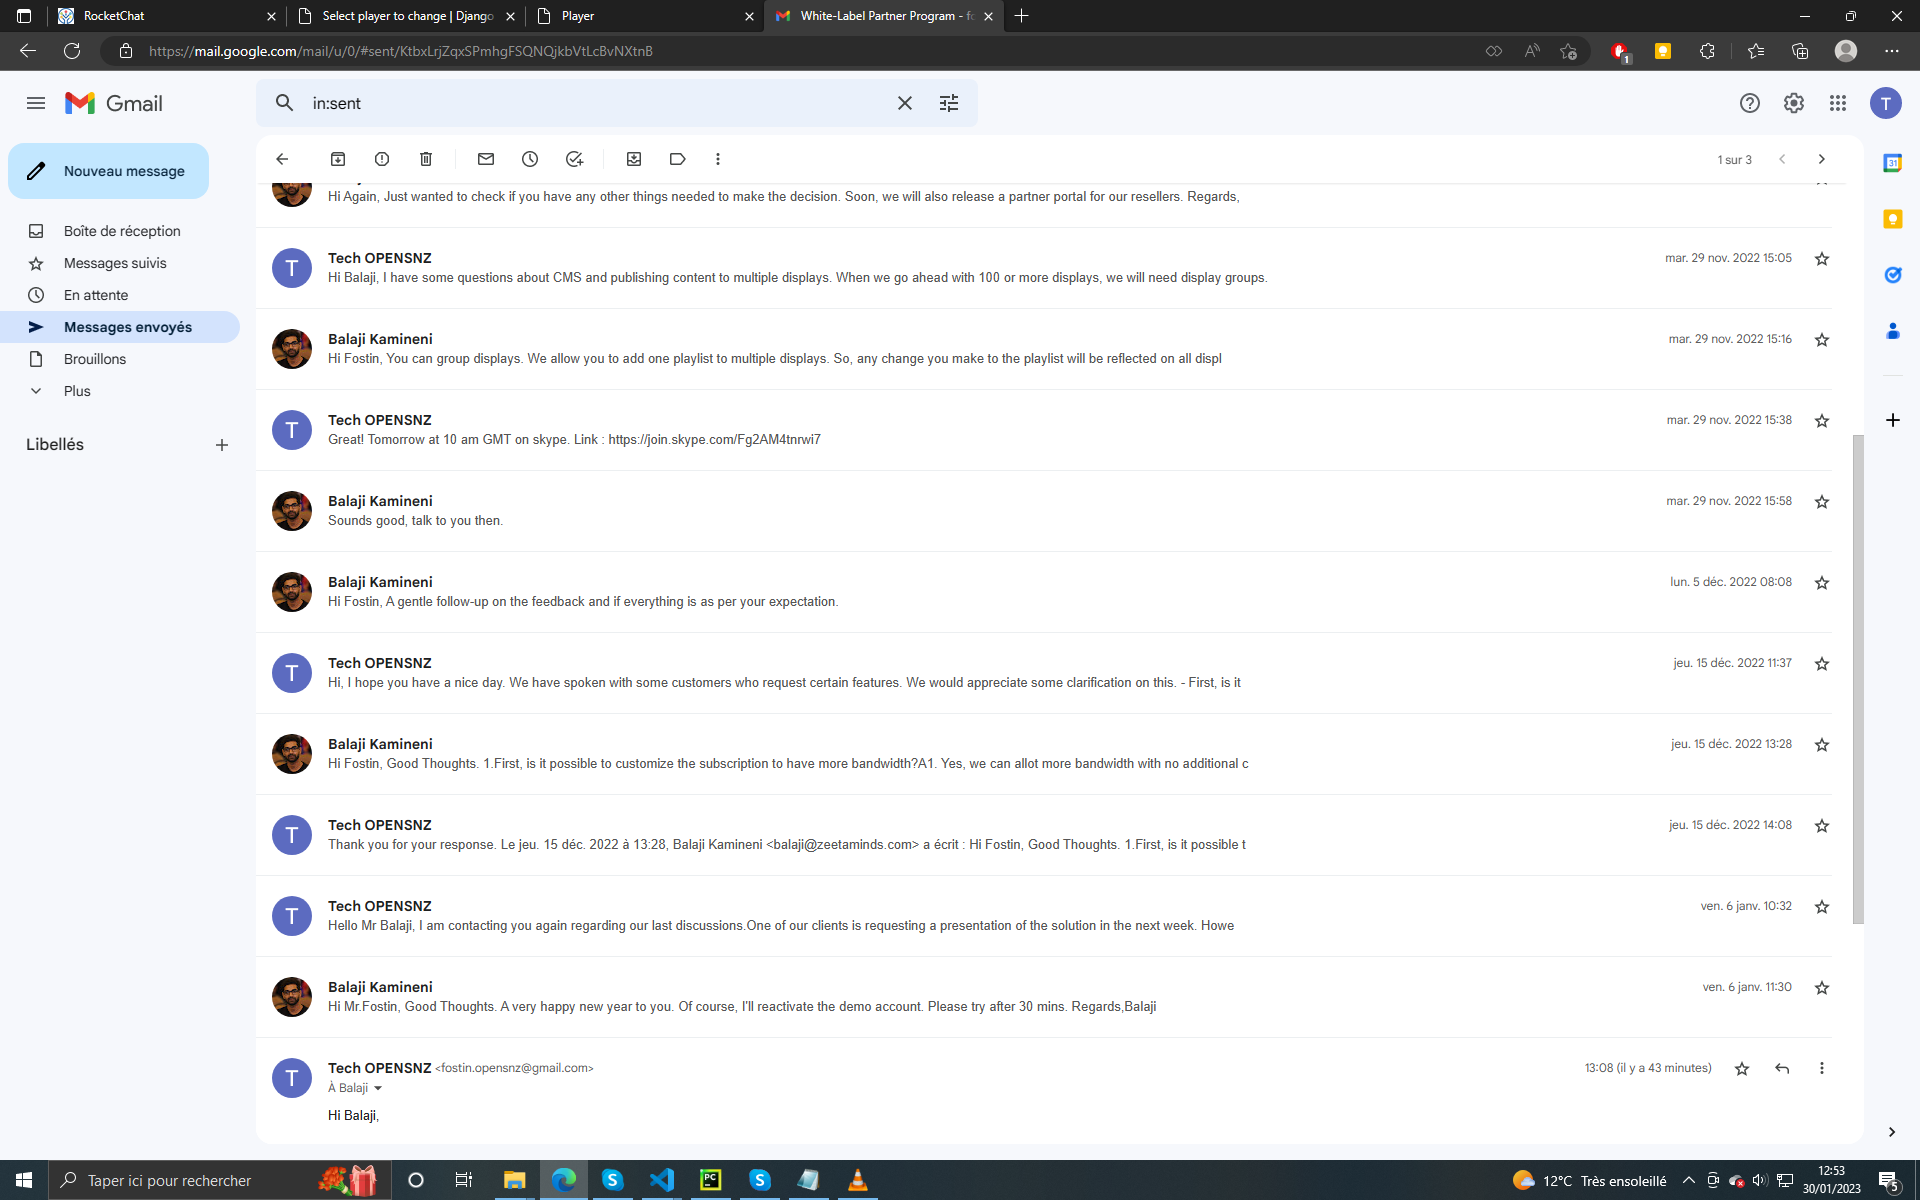 RocketChat
Select player to change | Django
Player
White-Label Partner Program - fo
https://mail.google.com/mail/u/0/#sent/KtbxLrjZqxSPmhgFSQNQjkbVtLcBvNXtnB
1
Gmail
in:sent
T
Nouveau message
1 sur 3
31
Boîte de réception
Messages suivis
En attente
Messages envoyés
Brouillons
Plus
Libellés
Hi Again, Just wanted to check if you have any other things needed to make the decision. Soon, we will also release a partner portal for our resellers. Regards,
T
Tech OPENSNZ
mar. 29 nov. 2022 15:05
Hi Balaji, I have some questions about CMS and publishing content to multiple displays. When we go ahead with 100 or more displays, we will need display groups.
Balaji Kamineni
mar. 29 nov. 2022 15:16
Hi Fostin, You can group displays. We allow you to add one playlist to multiple displays. So, any change you make to the playlist will be reflected on all displ
T
Tech OPENSNZ
mar. 29 nov. 2022 15:38
Great! Tomorrow at 10 am GMT on skype. Link : https://join.skype.com/Fg2AM4tnrwi7
Balaji Kamineni
mar. 29 nov. 2022 15:58
Sounds good, talk to you then.
Balaji Kamineni
lun. 5 déc. 2022 08:08
Hi Fostin, A gentle follow-up on the feedback and if everything is as per your expectation.
T
Tech OPENSNZ
jeu. 15 déc. 2022 11:37
Hi, I hope you have a nice day. We have spoken with some customers who request certain features. We would appreciate some clarification on this. - First, is it
Balaji Kamineni
jeu. 15 déc. 2022 13:28
Hi Fostin, Good Thoughts. 1.First, is it possible to customize the subscription to have more bandwidth?A1. Yes, we can allot more bandwidth with no additional c
T
Tech OPENSNZ
jeu. 15 déc. 2022 14:08
Thank you for your response. Le jeu. 15 déc. 2022 à 13:28, Balaji Kamineni <balaji@zeetaminds.com> a écrit : Hi Fostin, Good Thoughts. 1.First, is it possible t
T
Tech OPENSNZ
ven. 6 janv. 10:32
Hello Mr Balaji, I am contacting you again regarding our last discussions.One of our clients is requesting a presentation of the solution in the next week. Howe
Balaji Kamineni
ven. 6 janv. 11:30
Hi Mr.Fostin, Good Thoughts. A very happy new year to you. Of course, I'll reactivate the demo account. Please try after 30 mins. Regards,Balaji
T
Tech OPENSNZ <fostin.opensnz@gmail.com>
13:08 (il y a 43 minutes)
À Balaji
Hi Balaji,
Taper ici pour rechercher
PC
12°C Très ensoleillé
12:53
30/01/2023
5